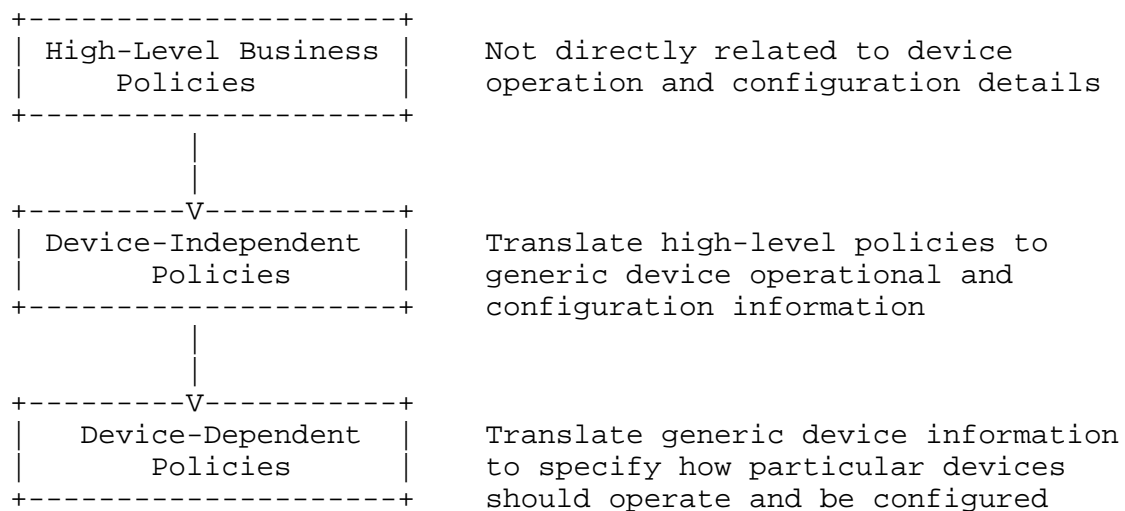 +---------------------+
| High-Level Business |    Not directly related to device
|     Policies        |    operation and configuration details
+---------------------+
          |
          |
+---------V-----------+
| Device-Independent  |    Translate high-level policies to
|       Policies      |    generic device operational and
+---------------------+    configuration information
          |
          |
+---------V-----------+
|   Device-Dependent  |    Translate generic device information
|       Policies      |    to specify how particular devices
+---------------------+    should operate and be configured